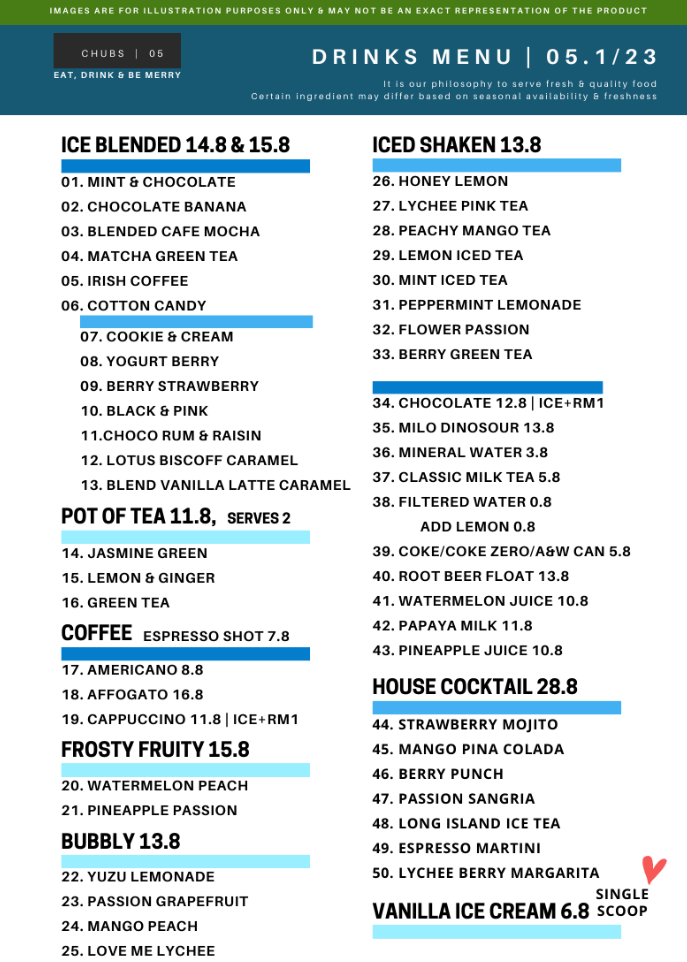 IMAGES ARE FOR ILLUSTRATION PURPOSES ONLY & MAY NOT BE AN EXACT REPRESENTATION OF THE PRODUCT
CHUBS | 05
EAT, DRINK & BE MERRY
DRINKS MENU | 05.1/23
It is our philosophy to serve fresh & quality food
Certain ingredient may differ based on seasonal availability & freshness
ICE BLENDED 14.8 & 15.8
01. MINT & CHOCOLATE
02. CHOCOLATE BANANA
03. BLENDED CAFE MOCHA
04. MATCHA GREEN TEA
05. IRISH COFFEE
06. COTTON CANDY
07. COOKIE & CREAM
08. YOGURT BERRY
09. BERRY STRAWBERRY
10. BLACK & PINK
11.CHOCO RUM & RAISIN
12. LOTUS BISCOFF CARAMEL
13. BLEND VANILLA LATTE CARAMEL
POT OF TEA 11.8, SERVES 2
14. JASMINE GREEN
15. LEMON & GINGER
16. GREEN TEA
COFFEE ESPRESSO SHOT 7.8
17. AMERICANO 8.8
18. AFFOGATO 16.8
19. CAPPUCCINO 11.8 | ICE+RM1
FROSTY FRUITY 15.8
20. WATERMELON PEACH
21. PINEAPPLE PASSION
BUBBLY 13.8
22. YUZU LEMONADE
23. PASSION GRAPEFRUIT
24. MANGO PEACH
25. LOVE ME LYCHEE
ICED SHAKEN 13.8
26. HONEY LEMON
27. LYCHEE PINK TEA
28. PEACHY MANGO TEA
29. LEMON ICED TEA
30. MINT ICED TEA
31. PEPPERMINT LEMONADE
32. FLOWER PASSION
33. BERRY GREEN TEA
34. CHOCOLATE 12.8 | ICE+RM1
35. MILO DINOSOUR 13.8
36. MINERAL WATER 3.8
37. CLASSIC MILK TEA 5.8
38. FILTERED WATER 0.8
ADD LEMON 0.8
39. COKE/COKE ZERO/A&W CAN 5.8
40. ROOT BEER FLOAT 13.8
41. WATERMELON JUICE 10.8
42. PAPAYA MILK 11.8
43. PINEAPPLE JUICE 10.8
HOUSE COCKTAIL 28.8
44. STRAWBERRY MOJITO
45. MANGO PINA COLADA
46. BERRY PUNCH
47. PASSION SANGRIA
48. LONG ISLAND ICE TEA
49. ESPRESSO MARTINI
50. LYCHEE BERRY MARGARITA
VANILLA ICE CREAM 6.8
SINGLE
SCOOP